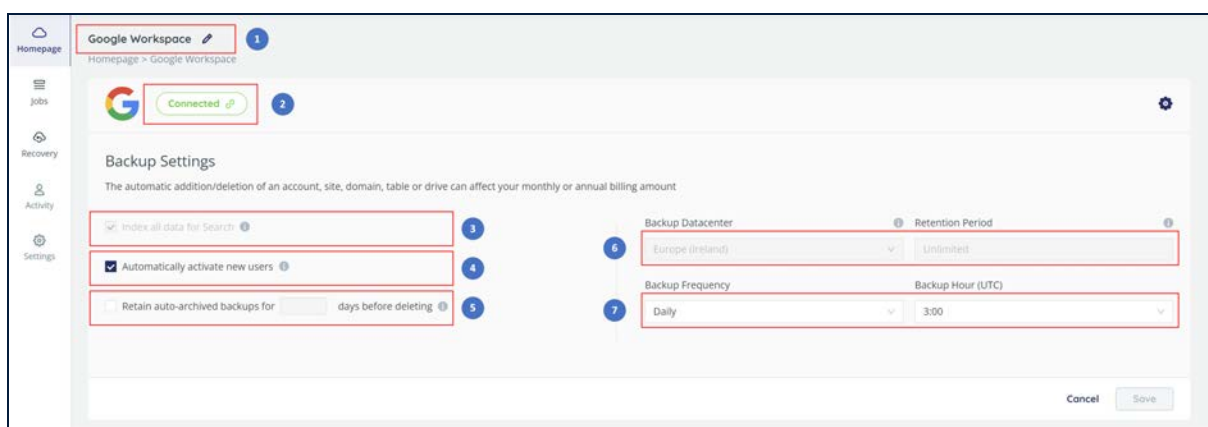 Homepage
Jobs
Recovery
Activity
Settings
Google Workspace
1
Homepage > Google Workspace
Connected
2
Backup Settings
The automatic addition/deletion of an account, site, domain, table or drive can affect your monthly or annual billing amount
Index all data for Search
3
Automatically activate new users
4
Retain auto-archived backups for days before deleting
5
Backup Datacenter
Retention Period
6
Europe (Ireland)
Unlimited
Backup Frequency
Backup Hour (UTC)
7
Daily
3:00
Cancel
Save